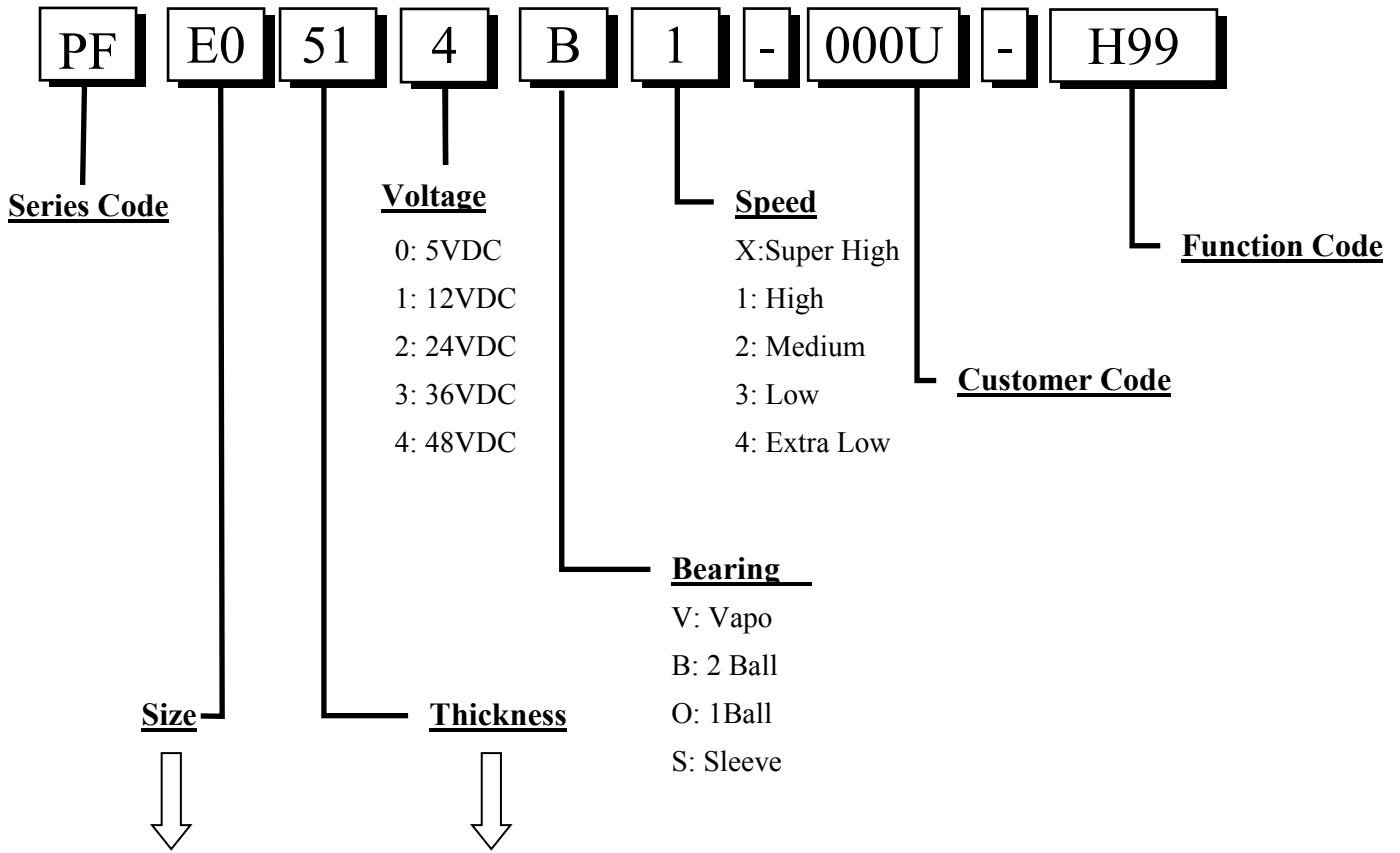 PF E0 51 4 B 1 - 000U - H99
Series Code
Voltage
0: 5VDC
1: 12VDC
2: 24VDC
3: 36VDC
4: 48VDC
Speed
X:Super High
1: High
2: Medium
3: Low
4: Extra Low
Function Code
Customer Code
Bearing
V: Vapo
B: 2 Ball
O: 1Ball
S: Sleeve
Size
Thickness